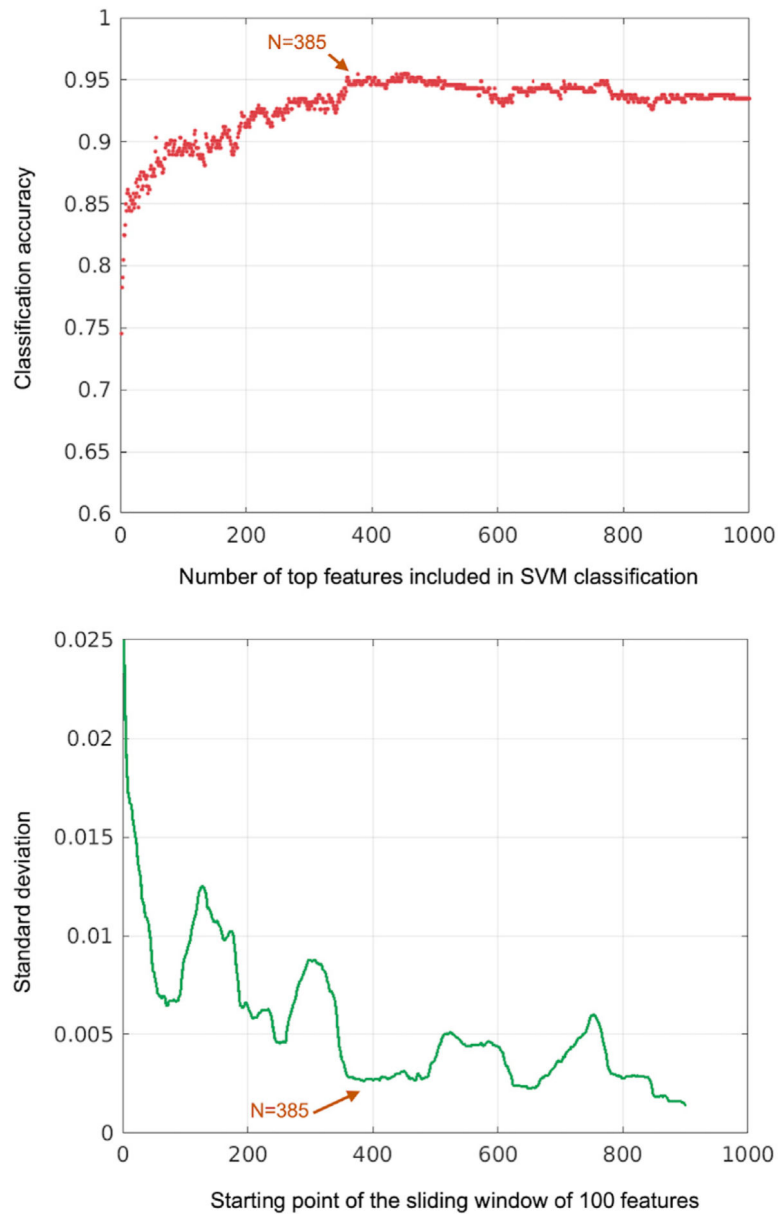 1
N=385
0.95
0.9
0.85
0.8
0.75
0.7
0.65
0.6
Classification accuracy
0 200 400 600 800 1000
Number of top features included in SVM classification
0.025
0.02
0.015
0.01
0.005
0
Standard deviation
N=385
0 200 400 600 800 1000
Starting point of the sliding window of 100 features